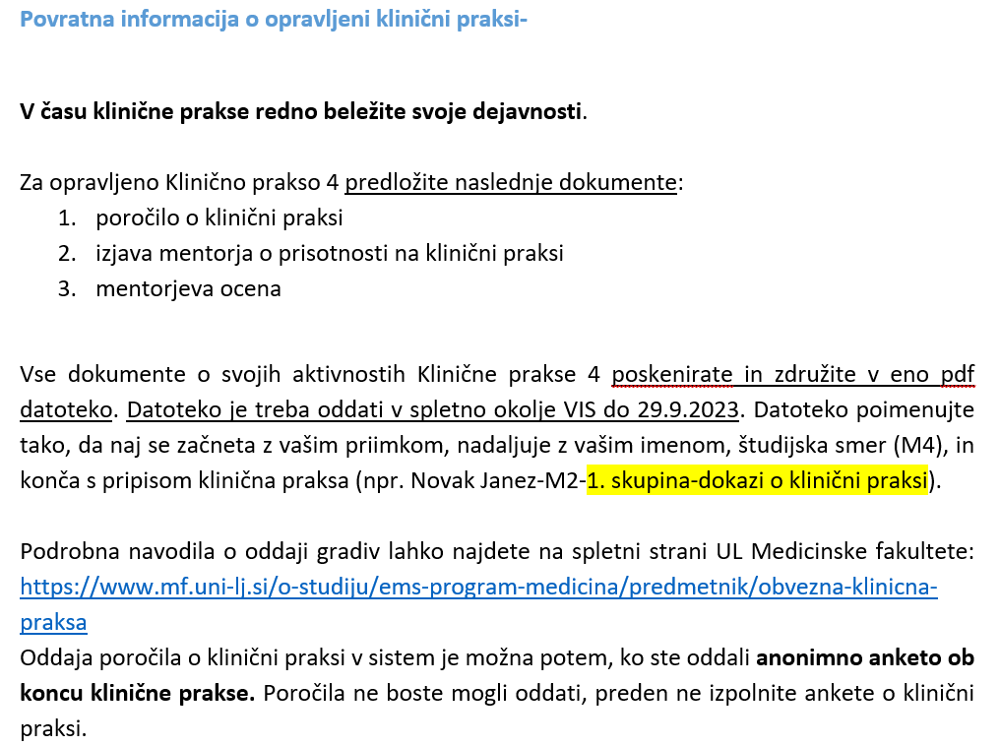 Povratna informacija o opravljeni klinični praksi-
V času klinične prakse redno beležite svoje dejavnosti.
Za opravljeno Klinično prakso 4 predložite naslednje dokumente:
1. poročilo o klinični praksi
2. izjava mentorja o prisotnosti na klinični praksi
3. mentorjeva ocena
Vse dokumente o svojih aktivnostih Klinične prakse 4 poskenirate in združite v eno pdf
datoteko. Datoteko je treba oddati v spletno okolje VIS do 29.9.2023. Datoteko poimenujte
tako, da naj se začneta z vašim priimkom, nadaljuje z vašim imenom, študijska smer (M4), in
konča s pripisom klinična praksa (npr. Novak Janez-M2-1. skupina-dokazi o klinični praksi).
Podrobna navodila o oddaji gradiv lahko najdete na spletni strani UL Medicinske fakultete:
https://www.mf.uni-lj.si/o-studiju/ems-program-medicina/predmetnik/obvezna-klinicna-
praksa
Oddaja poročila o klinični praksi v sistem je možna potem, ko ste oddali anonimno anketo ob
koncu klinične prakse. Poročila ne boste mogli oddati, preden ne izpolnite ankete o klinični
praksi.